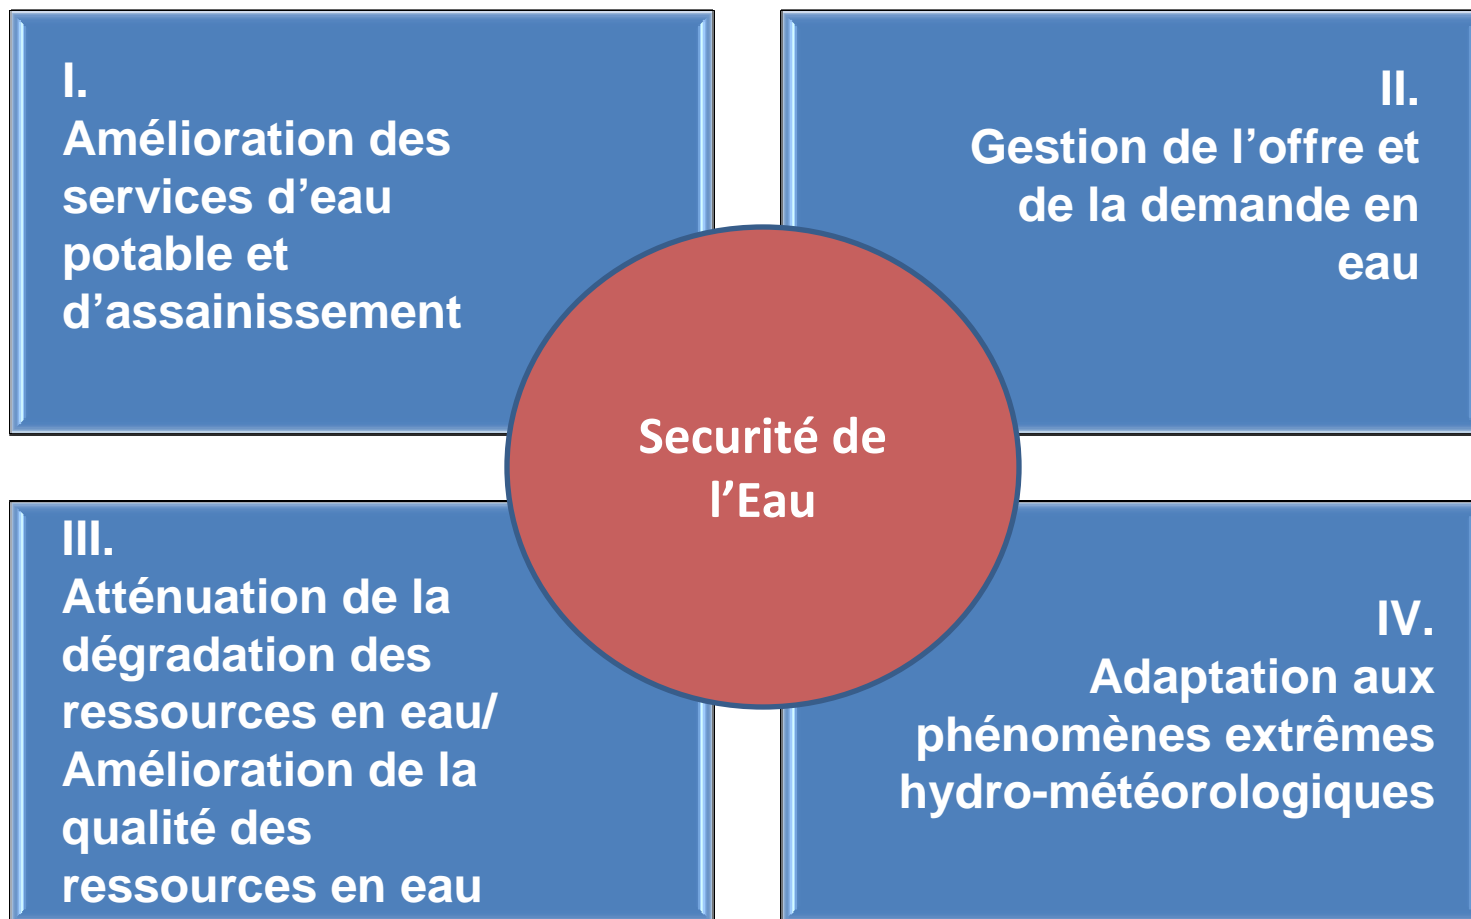 I.
Amélioration des
services d’eau
potable et
d’assainissement
II.
Gestion de l’offre et
de la demande en
eau
Securité de
l’Eau
III.
Atténuation de la
dégradation des
ressources en eau/
Amélioration de la
qualité des
ressources en eau
IV.
Adaptation aux
phénomènes extrêmes
hydro-météorologiques